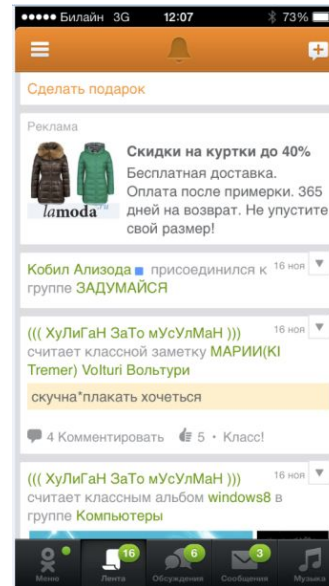 Билайн 3G 12:07 73%
Сделать подарок
Реклама
Скидки на куртки до 40%
Бесплатная доставка.
Оплата после примерки. 365
дней на возврат. Не упустите
свой размер!
lamoda
Кобил Ализода присоединился к 16 ноя
группе ЗАДУМАЙСЯ
((( ХуЛиГаН ЗаТо мУсУлМаН ))) 16 ноя
считает классной заметку МАРИИ(KI
Tremer) Volturi Вольтури
скучна*плакать хочеться
4 Комментировать 5 • Класс!
((( ХуЛиГаН ЗаТо мУсУлМаН ))) 16 ноя
считает классным альбом windows8 в
группе Компьютеры
16 6 3
Меню Лента Обсуждения Сообщения Музыка